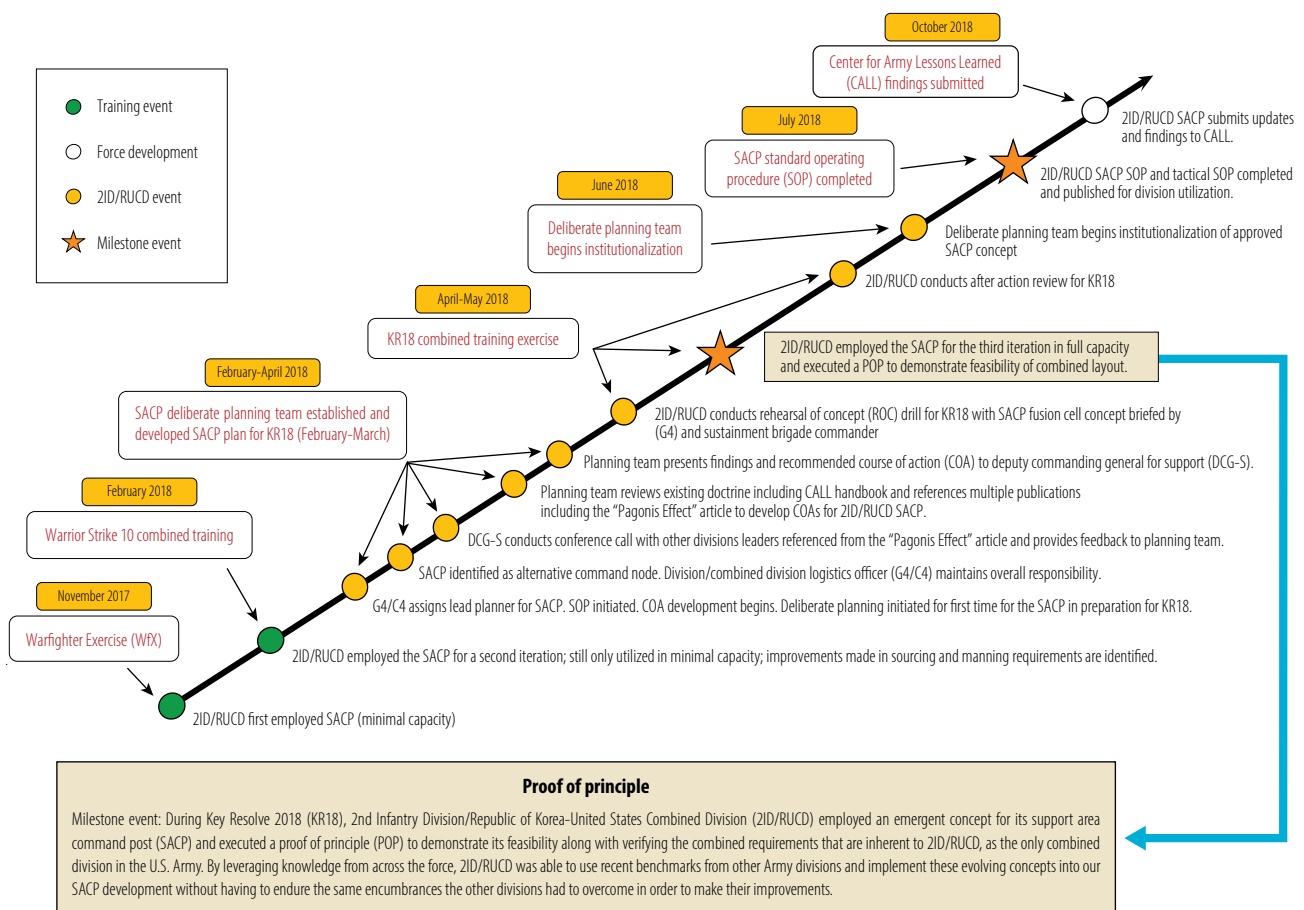 October 2018
Center for Army Lessons Learned
(CALL) findings submitted
Training event
Force development
2ID/RUCD event
Milestone event
2ID/RUCD SACP submits updates
and findings to CALL.
July 2018
SACP standard operating
procedure (SOP) completed
2ID/RUCD SACP SOP and tactical SOP completed
and published for division utilization.
June 2018
Deliberate planning team
begins institutionalization
Deliberate planning team begins institutionalization of approved
SACP concept
2ID/RUCD conducts after action review for KR18
April-May 2018
KR18 combined training exercise
2ID/RUCD employed the SACP for the third iteration in full capacity
and executed a POP to demonstrate feasibility of combined layout.
February-April 2018
SACP deliberate planning team established and
developed SACP plan for KR18 (February-March)
2ID/RUCD conducts rehearsal of concept (ROC) drill for KR18 with SACP fusion cell concept briefed by
(G4) and sustainment brigade commander
Planning team presents findings and recommended course of action (COA) to deputy commanding general for support (DCG-S).
Planning team reviews existing doctrine including CALL handbook and references multiple publications
including the “Pagonis Effect” article to develop COAs for 2ID/RUCD SACP.
February 2018
Warrior Strike 10 combined training
DCG-S conducts conference call with other divisions leaders referenced from the “Pagonis Effect” article and provides feedback to planning team.
SACP identified as alternative command node. Division/combined division logistics officer (G4/C4) maintains overall responsibility.
G4/C4 assigns lead planner for SACP. SOP initiated. COA development begins. Deliberate planning initiated for first time for the SACP in preparation for KR18.
November 2017
Warfighter Exercise (WfX)
2ID/RUCD employed the SACP for a second iteration; still only utilized in minimal capacity; improvements made in sourcing and manning requirements are identified.
2ID/RUCD first employed SACP (minimal capacity)
Proof of principle
Milestone event: During Key Resolve 2018 (KR18), 2nd Infantry Division/Republic of Korea-United States Combined Division (2ID/RUCD) employed an emergent concept for its support area
command post (SACP) and executed a proof of principle (POP) to demonstrate its feasibility along with verifying the combined requirements that are inherent to 2ID/RUCD, as the only combined
division in the U.S. Army. By leveraging knowledge from across the force, 2ID/RUCD was able to use recent benchmarks from other Army divisions and implement these evolving concepts into our
SACP development without having to endure the same encumbrances the other divisions had to overcome in order to make their improvements.